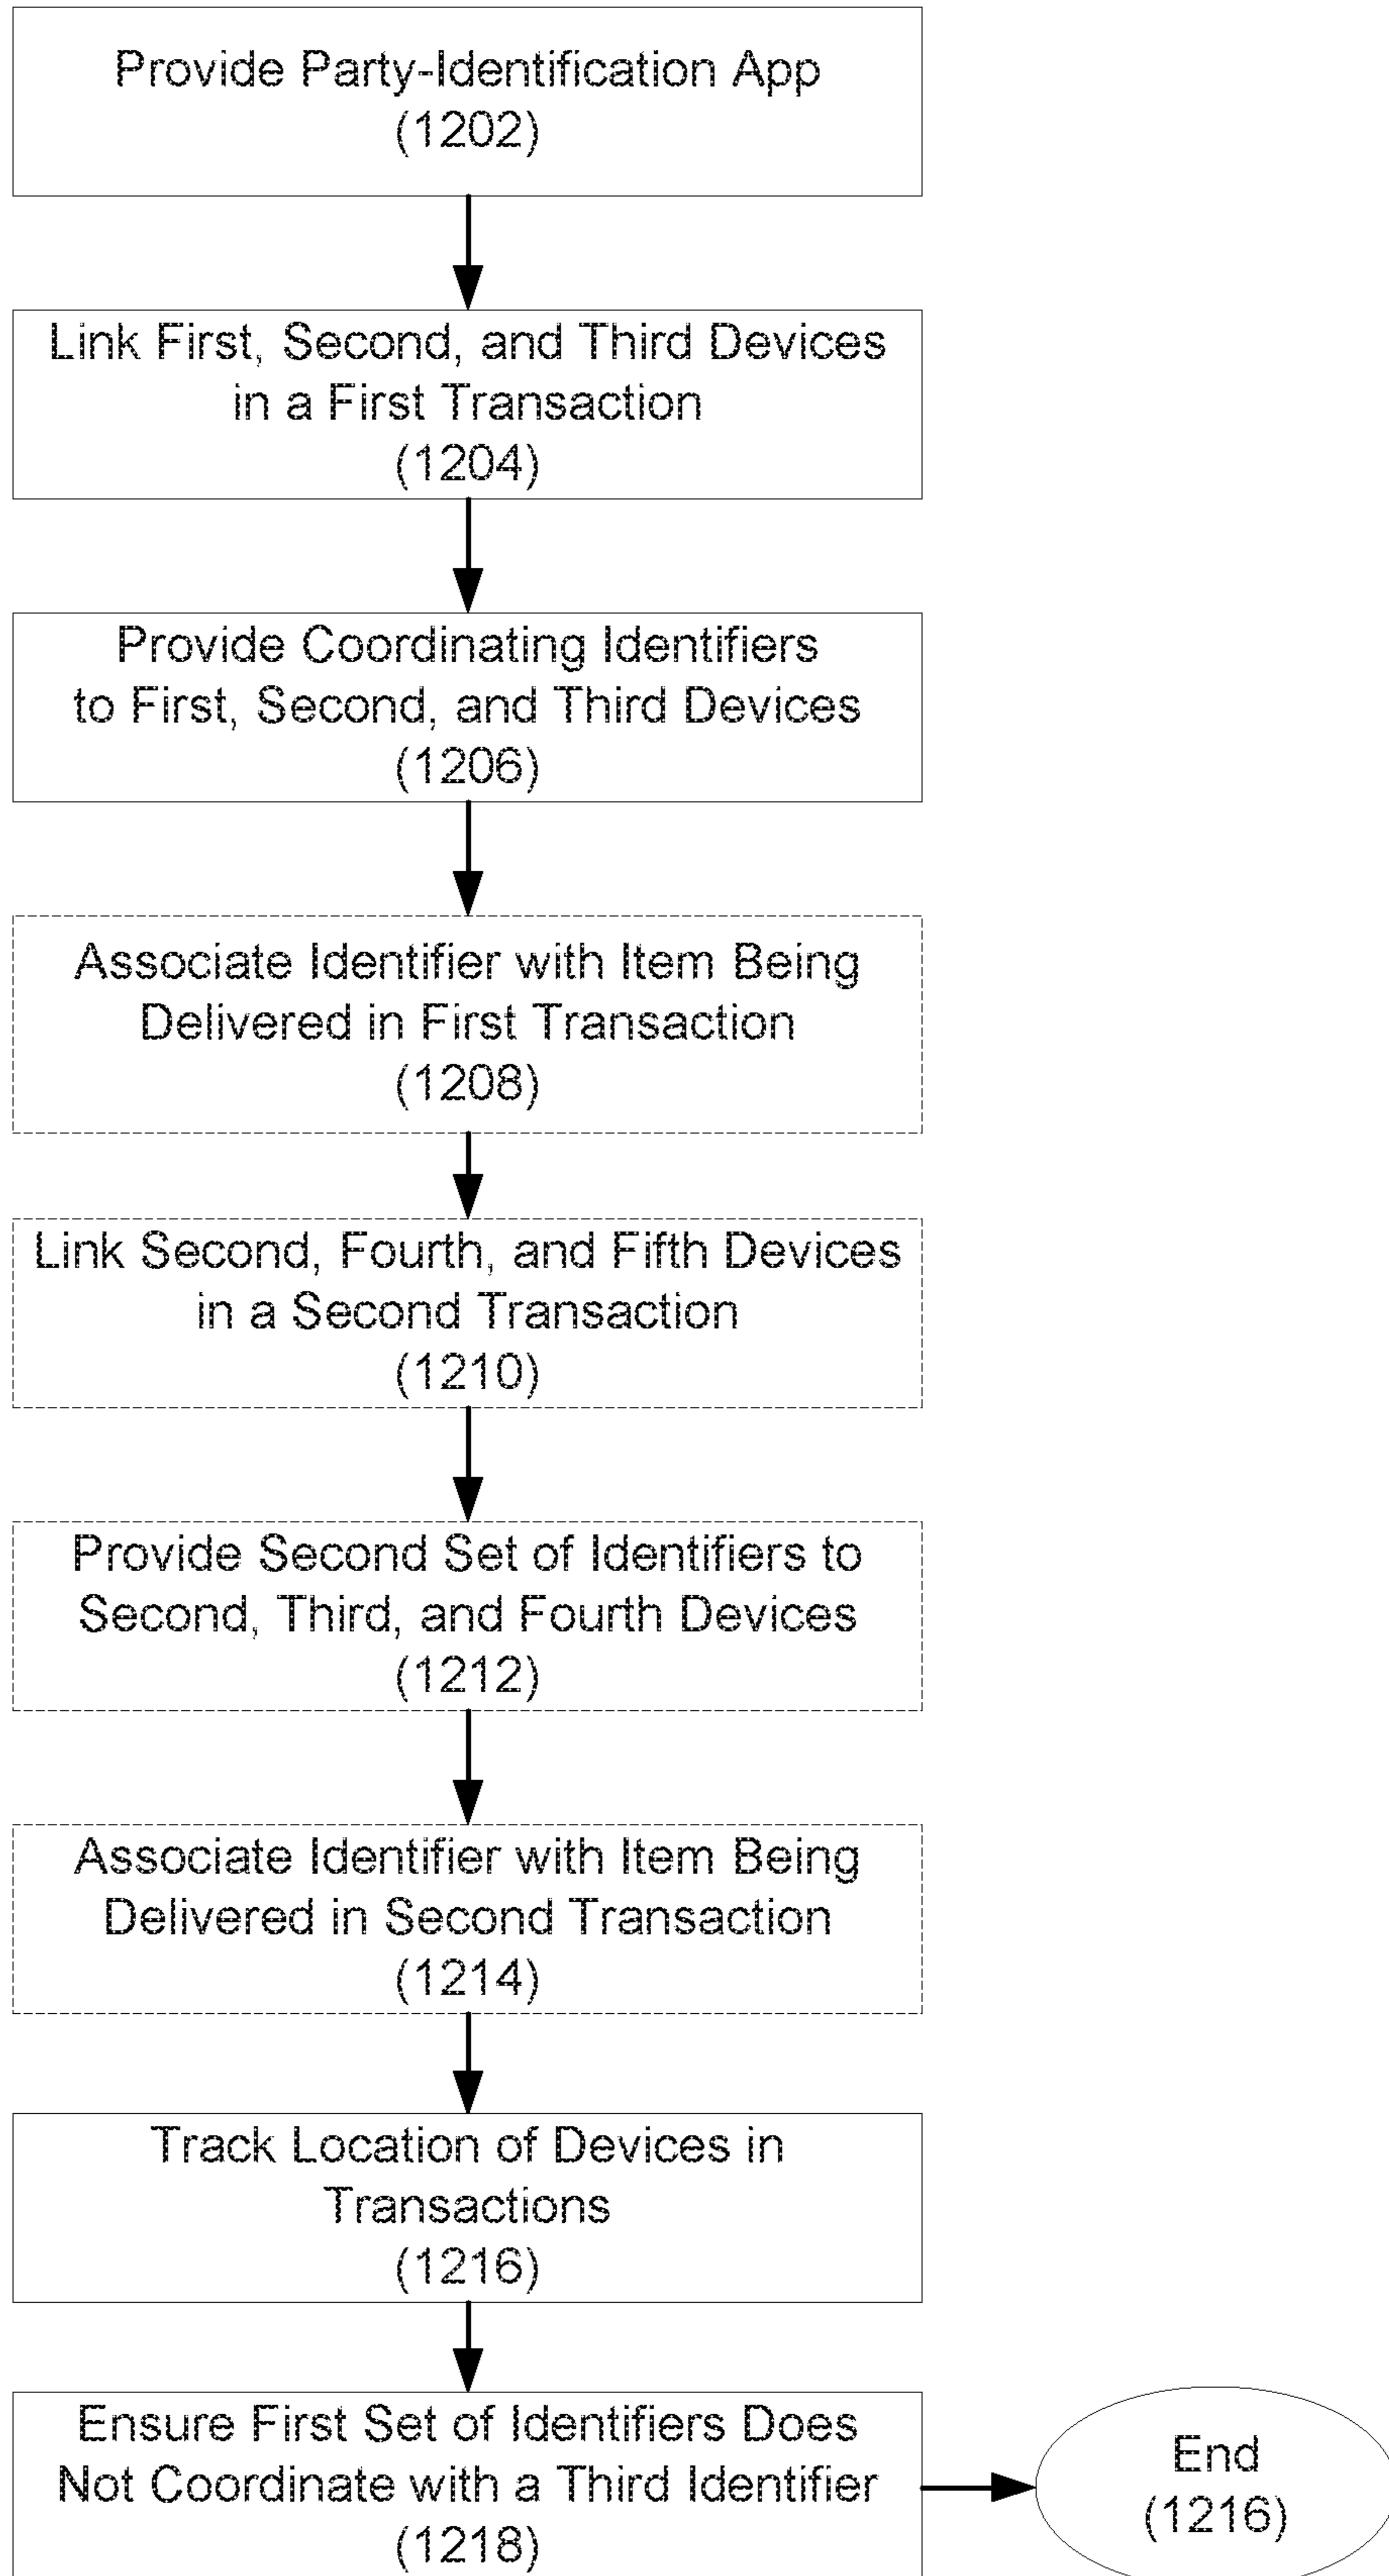 Provide Party-Identification App
(1202)
Link First, Second, and Third Devices
in a First Transaction
(1204)
Provide Coordinating Identifiers
to First, Second, and Third Devices
(1206)
Associate Identifier with Item Being
Delivered in First Transaction
(1208)
Link Second, Fourth, and Fifth Devices
in a Second Transaction
(1210)
Provide Second Set of Identifiers to
Second, Third, and Fourth Devices
(1212)
Associate Identifier with Item Being
Delivered in Second Transaction
(1214)
Track Location of Devices in
Transactions
(1216)
Ensure First Set of Identifiers Does
Not Coordinate with a Third Identifier
(1218)
End
(1216)